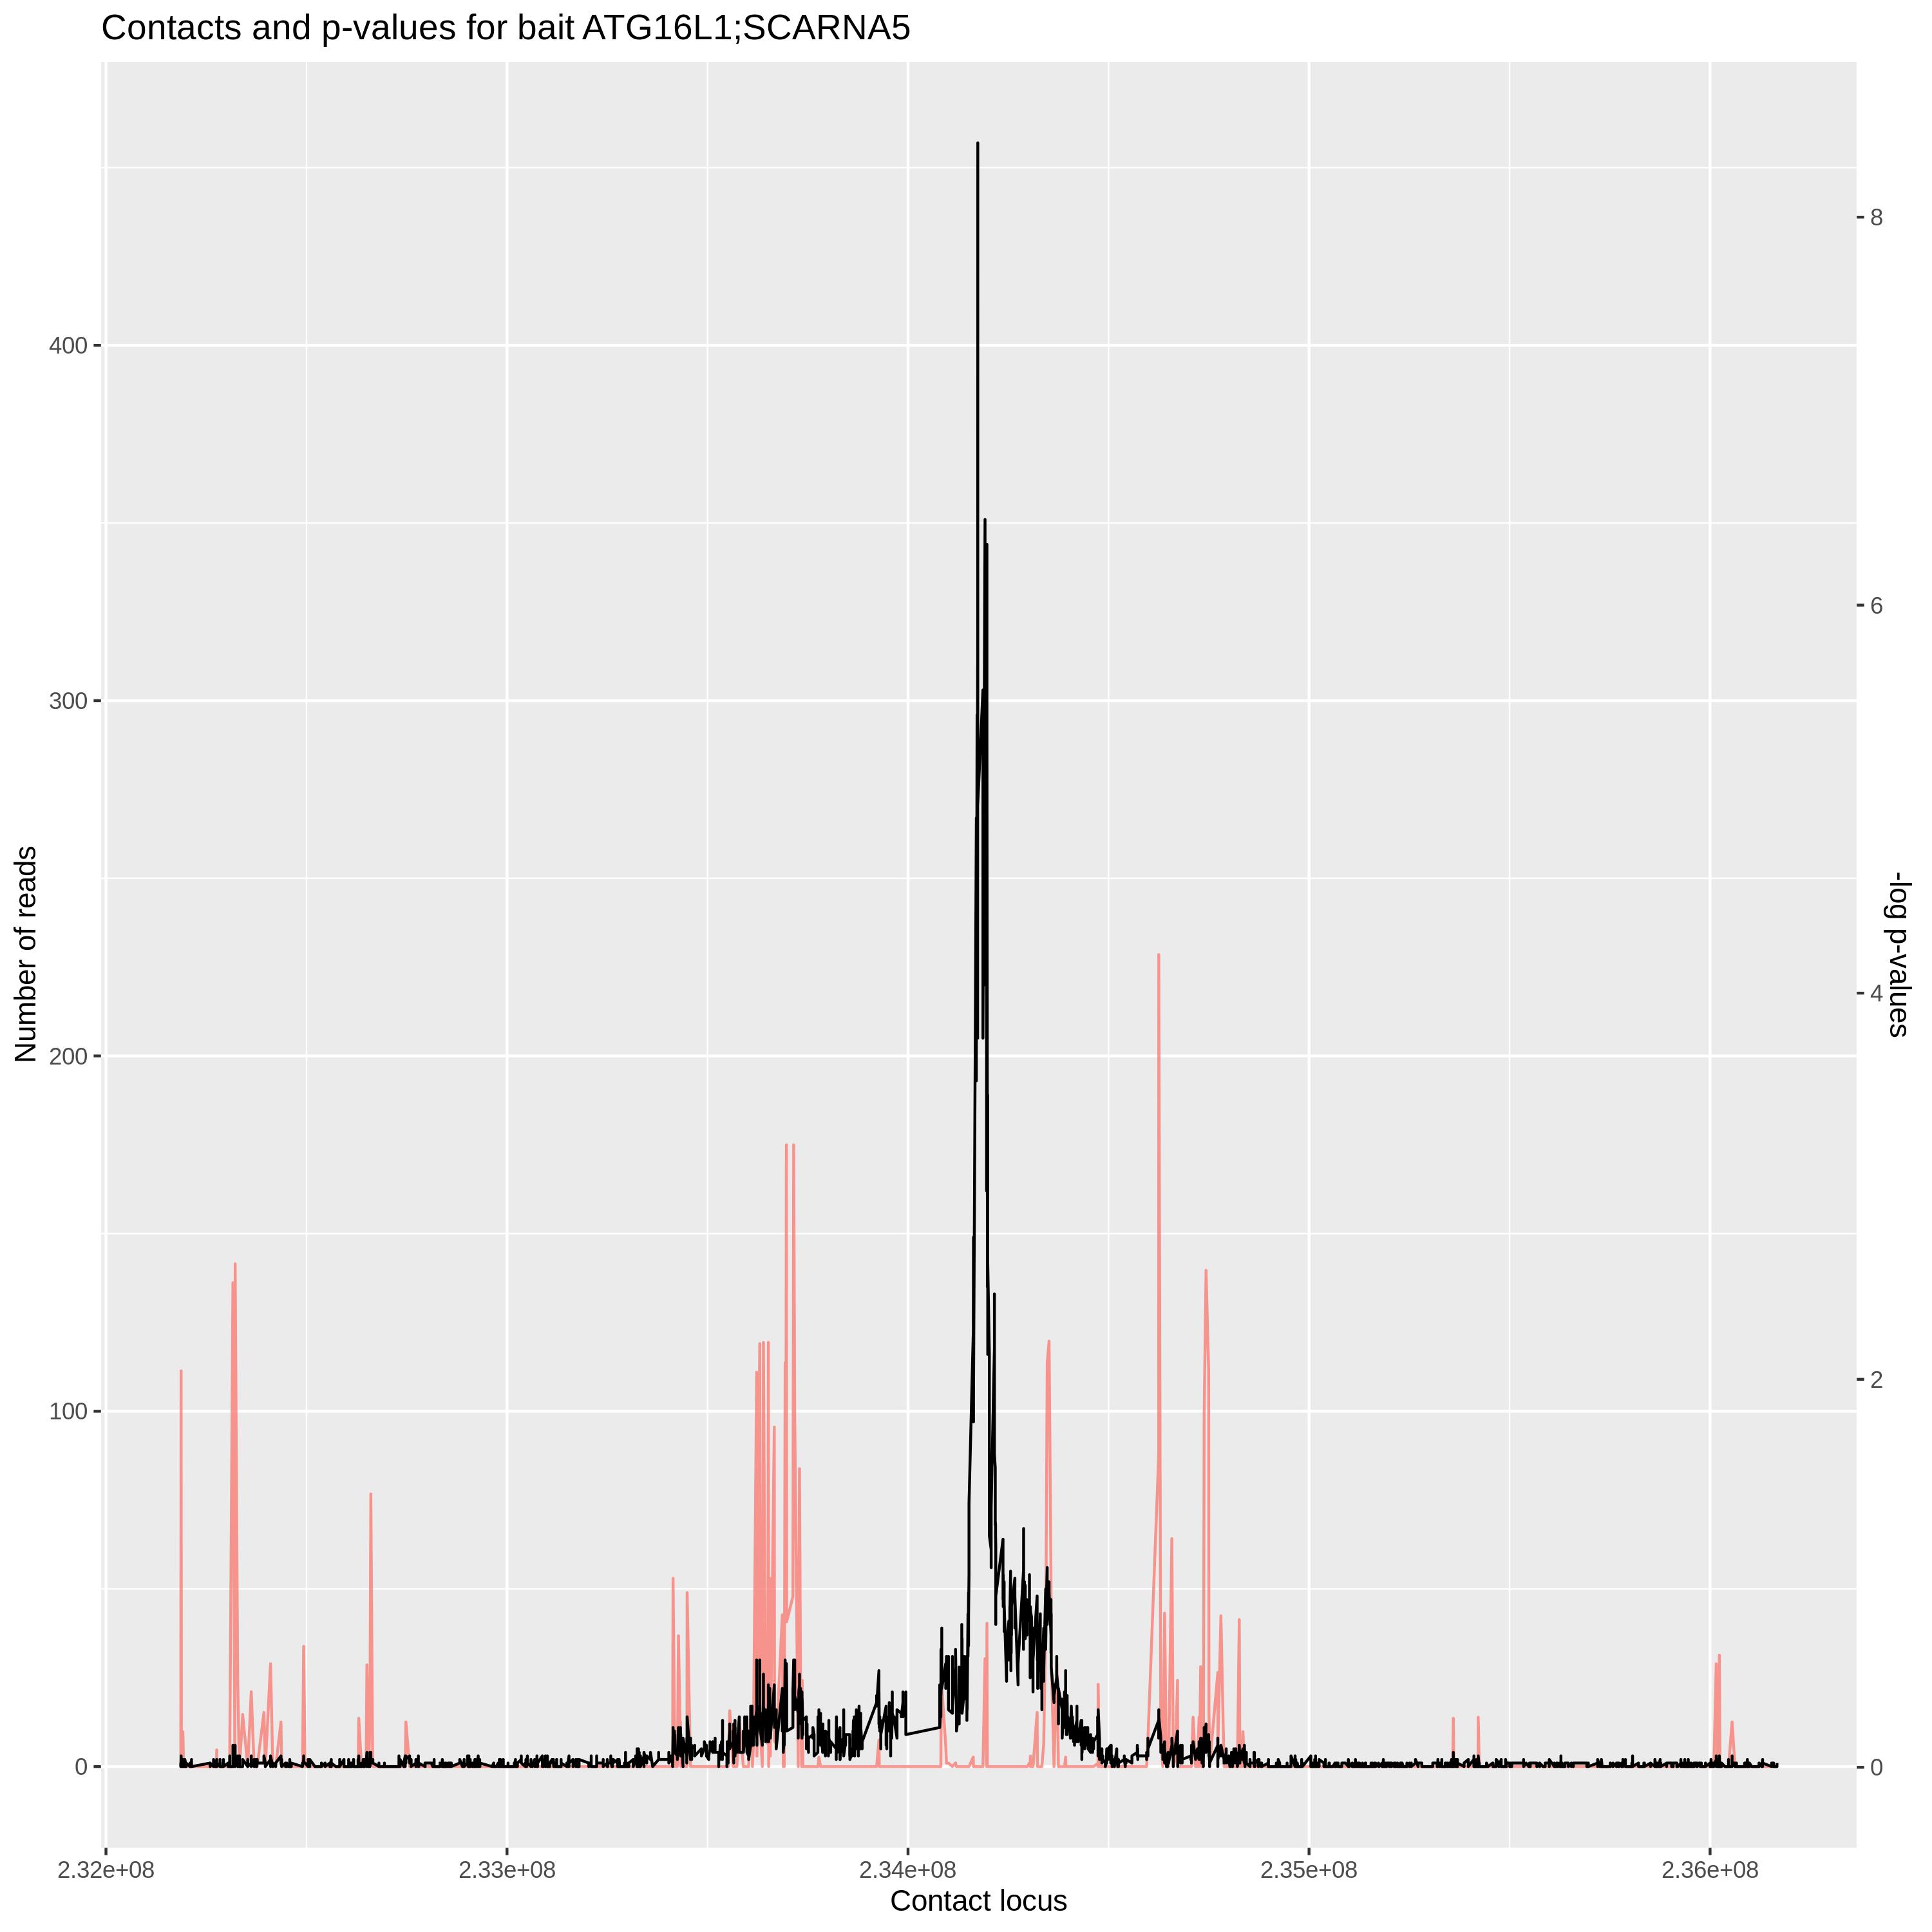 Contacts and p-values for bait ATG16L1;SCARNA5
400
300
200
100
0
Number of reads
8
6
4
2
0
-log p-values
2.32e+08
2.33e+08
2.34e+08
2.35e+08
2.36e+08
Contact locus